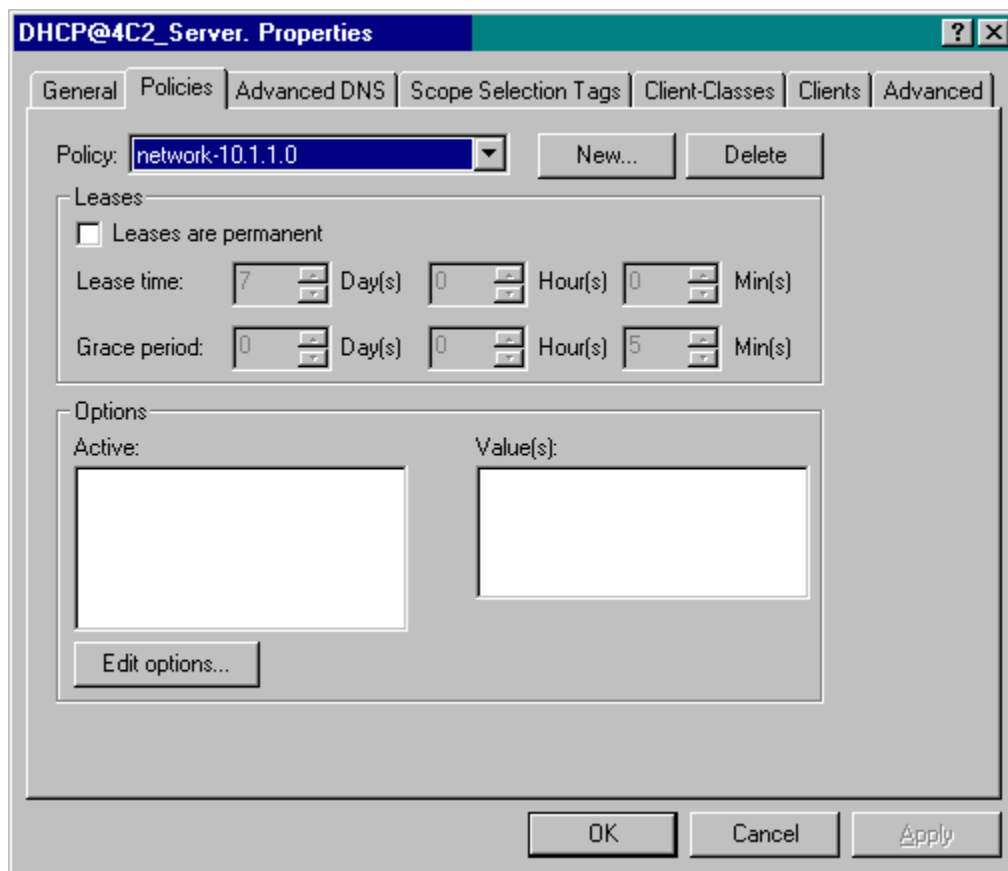 DHCP@4C2_Server. Properties
General Policies Advanced DNS Scope Selection Tags Client-Classes Clients Advanced
Policy: network-10.1.1.0 New... Delete
Leases
Leases are permanent
Lease time: 7 Day(s) 0 Hour(s) 0 Min(s)
Grace period: 0 Day(s) 0 Hour(s) 5 Min(s)
Options
Active: Value(s):
Edit options...
OK Cancel Apply